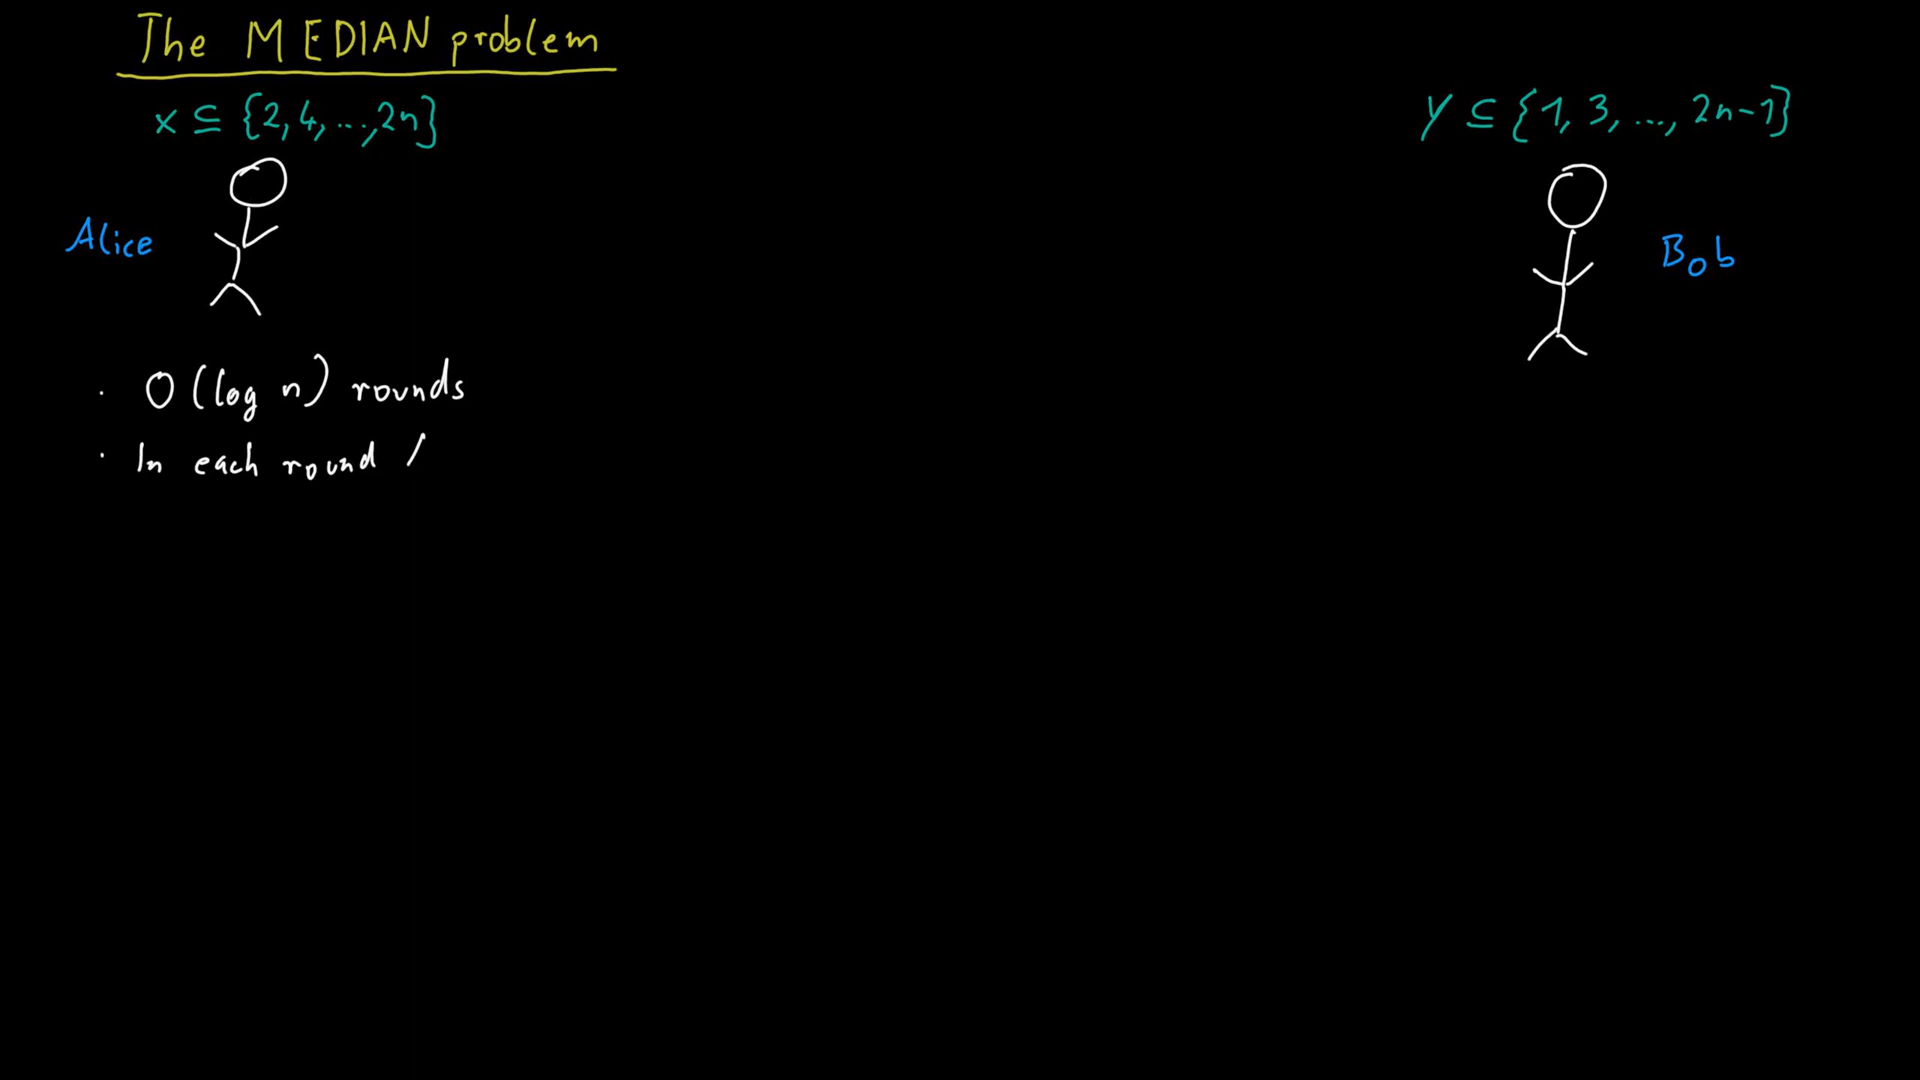 The MEDIAN problem
x ⊆ {2,4,...,2n}
y ⊆ {1, 3, ..., 2n-1}
Alice
Bob
· O(log n) rounds
· In each round